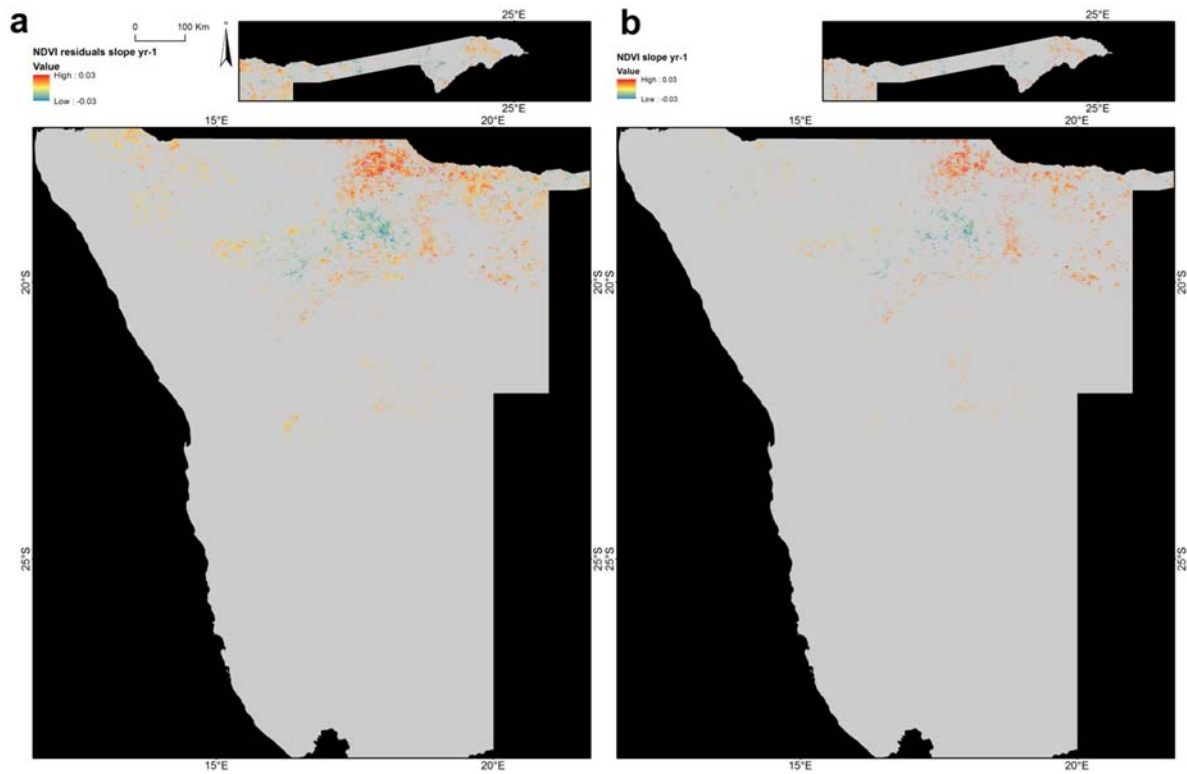 a
0 100 Km
N
NDVI residuals slope yr-1
Value
High : 0.03
Low : -0.03
25°E
25°E
15°E
20°E
20°S
20°S
25°S
25°S
15°E
20°E
b
NDVI slope yr-1
Value
High : 0.03
Low : -0.03
25°E
25°E
15°E
20°E
20°S
20°S
25°S
25°S
15°E
20°E